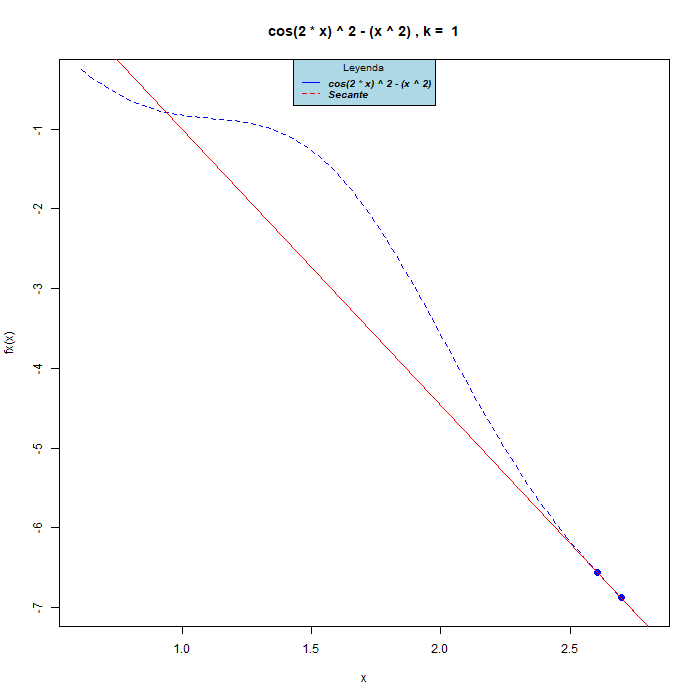 cos(2 * x) ^ 2 - (x ^ 2) , k =  1
Leyenda
cos(2 * x) ^ 2 - (x ^ 2)
Secante
fx(x)
-1
-2
-3
-4
-5
-6
-7
1.0 1.5 2.0 2.5
x